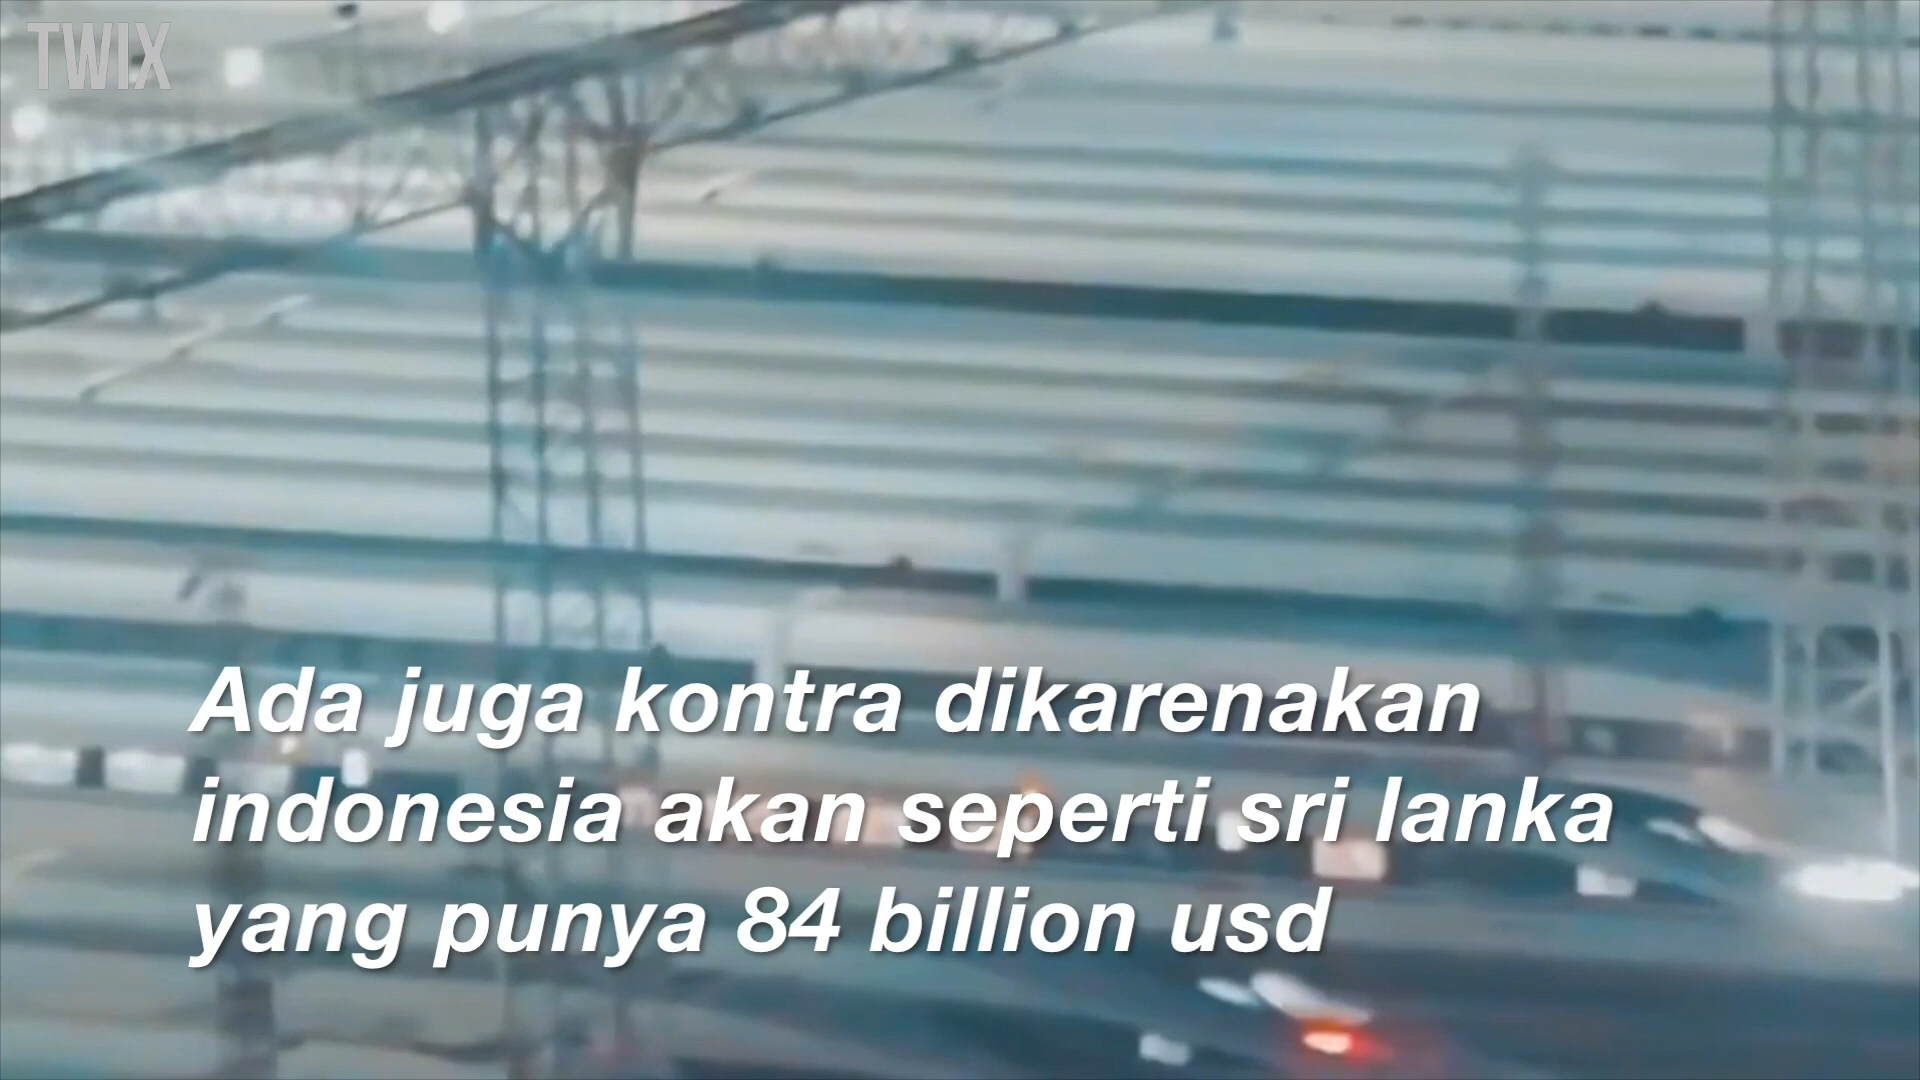 TWIX
Ada juga kontra dikarenakan
indonesia akan seperti sri lanka
yang punya 84 billion usd